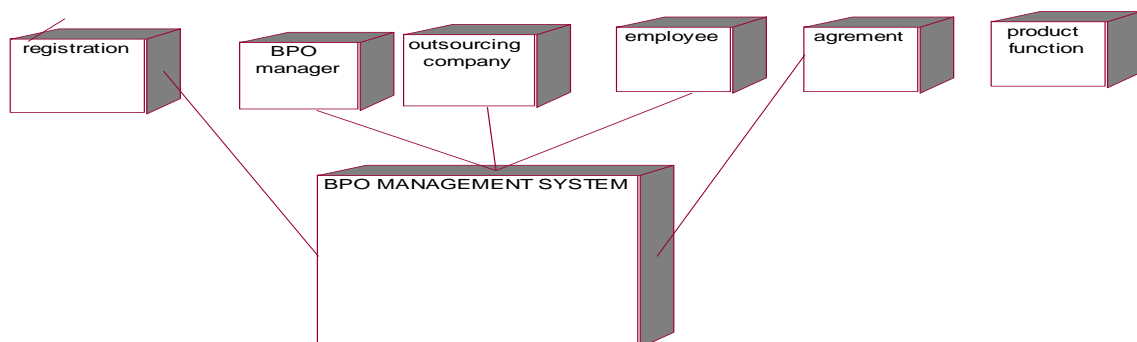 registration
BPO
manager
outsourcing
company
employee
agrement
product
function
BPO MANAGEMENT SYSTEM